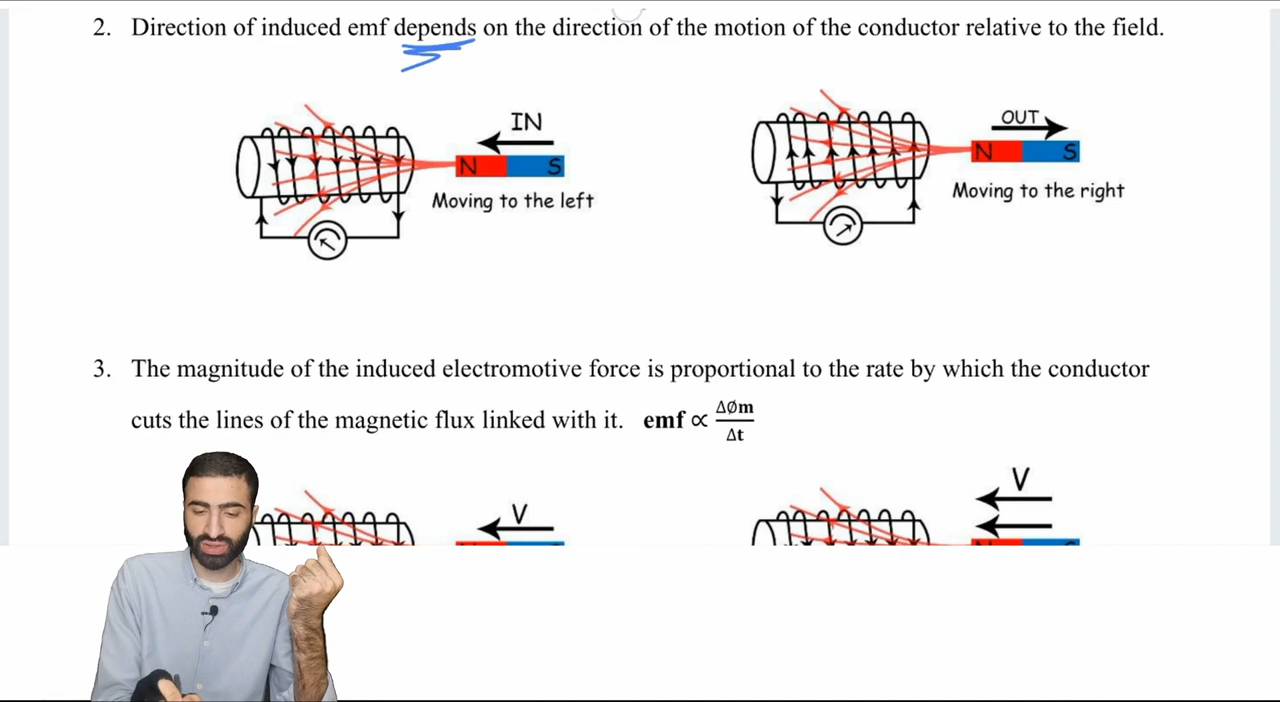 2. Direction of induced emf depends on the direction of the motion of the conductor relative to the field.
IN
N S
Moving to the left
OUT
N S
Moving to the right
3. The magnitude of the induced electromotive force is proportional to the rate by which the conductor
cuts the lines of the magnetic flux linked with it. emf ∝ ΔØm/Δt
V
V